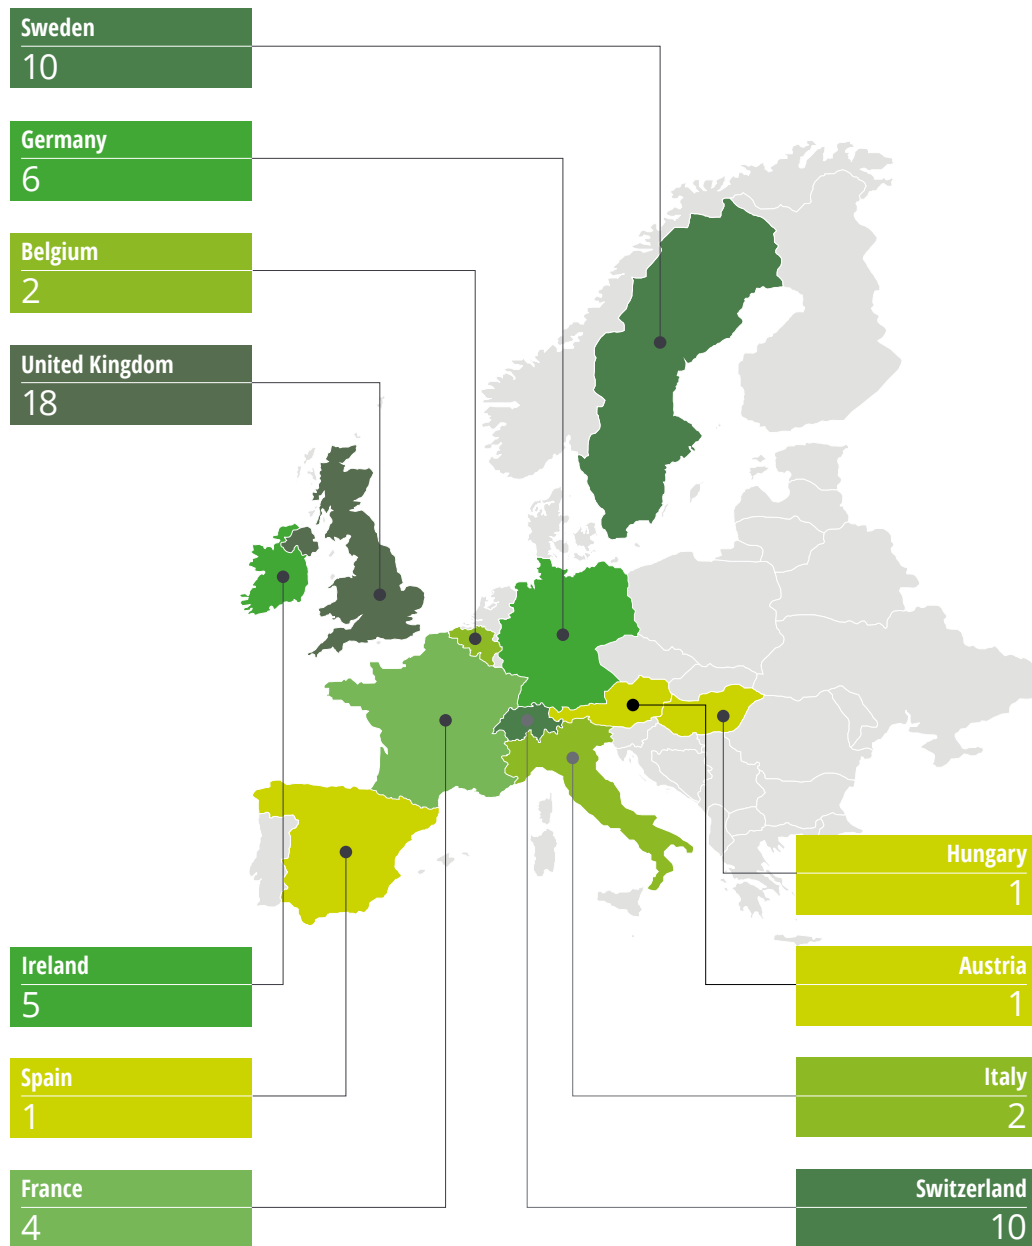 Sweden
10
Germany
6
Belgium
2
United Kingdom
18
Ireland
5
Spain
1
France
4
Hungary
1
Austria
1
Italy
2
Switzerland
10